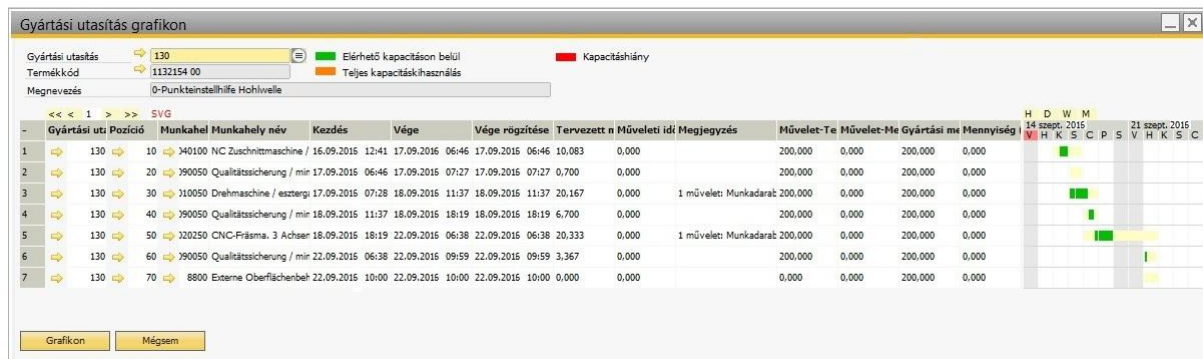 Gyártási utasítás grafikon
Gyártási utasítás 130 Elérhető kapacitáson belül Kapacitáshiány
Termékkód 1132154 00 Teljes kapacitáskihasználás
Megnevezés 0-Punkteinstellhilfe Hohlwelle
<< < 1 > >> SVG H D W M
14 szept. 2016 21 szept. 2016
- Gyártási uta Pozíció Munkahel Munkahely név Kezdés Vége Vége rögzítése Tervezett n Műveleti idő Megjegyzés Művelet-Te Művelet-Me Gyártási me Mennyiség V H K S C P S V H K S C
1 130 10 040100 NC Zuschnittmaschine / 16.09.2016 12:41 17.09.2016 06:46 17.09.2016 06:46 10,083 0,000 200,000 0,000 200,000 0,000
2 130 20 090050 Qualitätssicherung / min 17.09.2016 06:46 17.09.2016 07:27 17.09.2016 07:27 0,700 0,000 200,000 0,000 200,000 0,000
3 130 30 010050 Drehmaschine / eszterga 17.09.2016 07:28 18.09.2016 11:37 18.09.2016 11:37 20,167 0,000 1 művelet: Munkadarab 200,000 0,000 200,000 0,000
4 130 40 090050 Qualitätssicherung / min 18.09.2016 11:37 18.09.2016 18:19 18.09.2016 18:19 6,700 0,000 200,000 0,000 200,000 0,000
5 130 50 020250 CNC-Fräsma. 3 Achsen 18.09.2016 18:19 22.09.2016 06:38 22.09.2016 06:38 20,333 0,000 1 művelet: Munkadarab 200,000 0,000 200,000 0,000
6 130 60 090050 Qualitätssicherung / min 22.09.2016 06:38 22.09.2016 09:59 22.09.2016 09:59 3,367 0,000 200,000 0,000 200,000 0,000
7 130 70 8800 Externe Oberflächenbeh 22.09.2016 10:00 22.09.2016 10:00 22.09.2016 10:00 0,000 0,000 0,000 0,000 200,000 0,000
Grafikon Mégsem